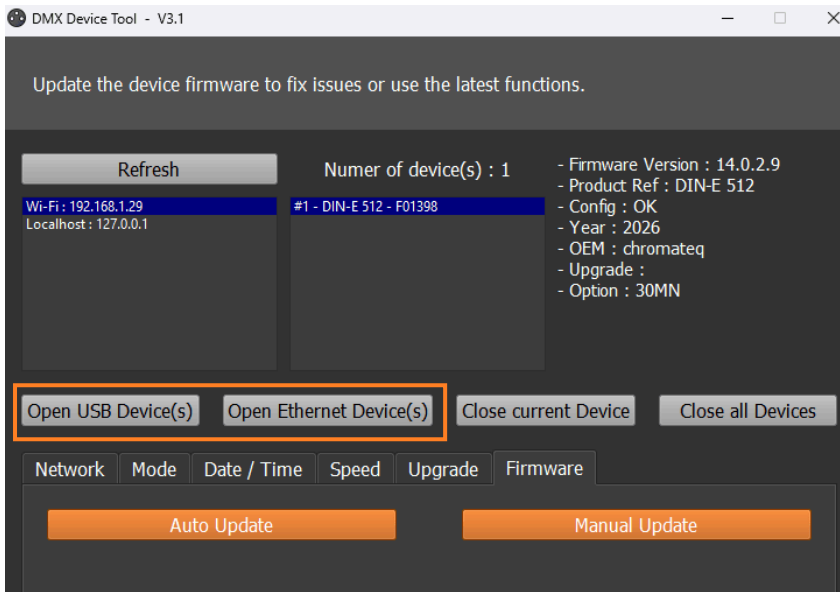 DMX Device Tool - V3.1
Update the device firmware to fix issues or use the latest functions.
Refresh
Numer of device(s) : 1
Wi-Fi : 192.168.1.29
Localhost : 127.0.0.1
#1 - DIN-E 512 - F01398
- Firmware Version : 14.0.2.9
- Product Ref : DIN-E 512
- Config : OK
- Year : 2026
- OEM : chromateq
- Upgrade :
- Option : 30MN
Open USB Device(s)
Open Ethernet Device(s)
Close current Device
Close all Devices
Network
Mode
Date / Time
Speed
Upgrade
Firmware
Auto Update
Manual Update